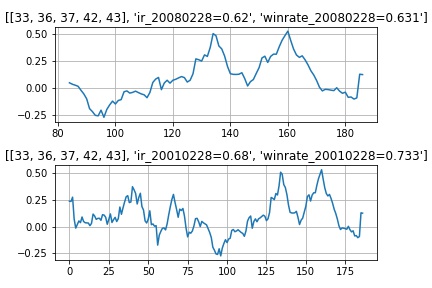 [[33, 36, 37, 42, 43], 'ir_20080228=0.62', 'winrate_20080228=0.631']
0.50
0.25
0.00
−0.25
80 100 120 140 160 180
[[33, 36, 37, 42, 43], 'ir_20010228=0.68', 'winrate_20010228=0.733']
0.50
0.25
0.00
−0.25
0 25 50 75 100 125 150 175